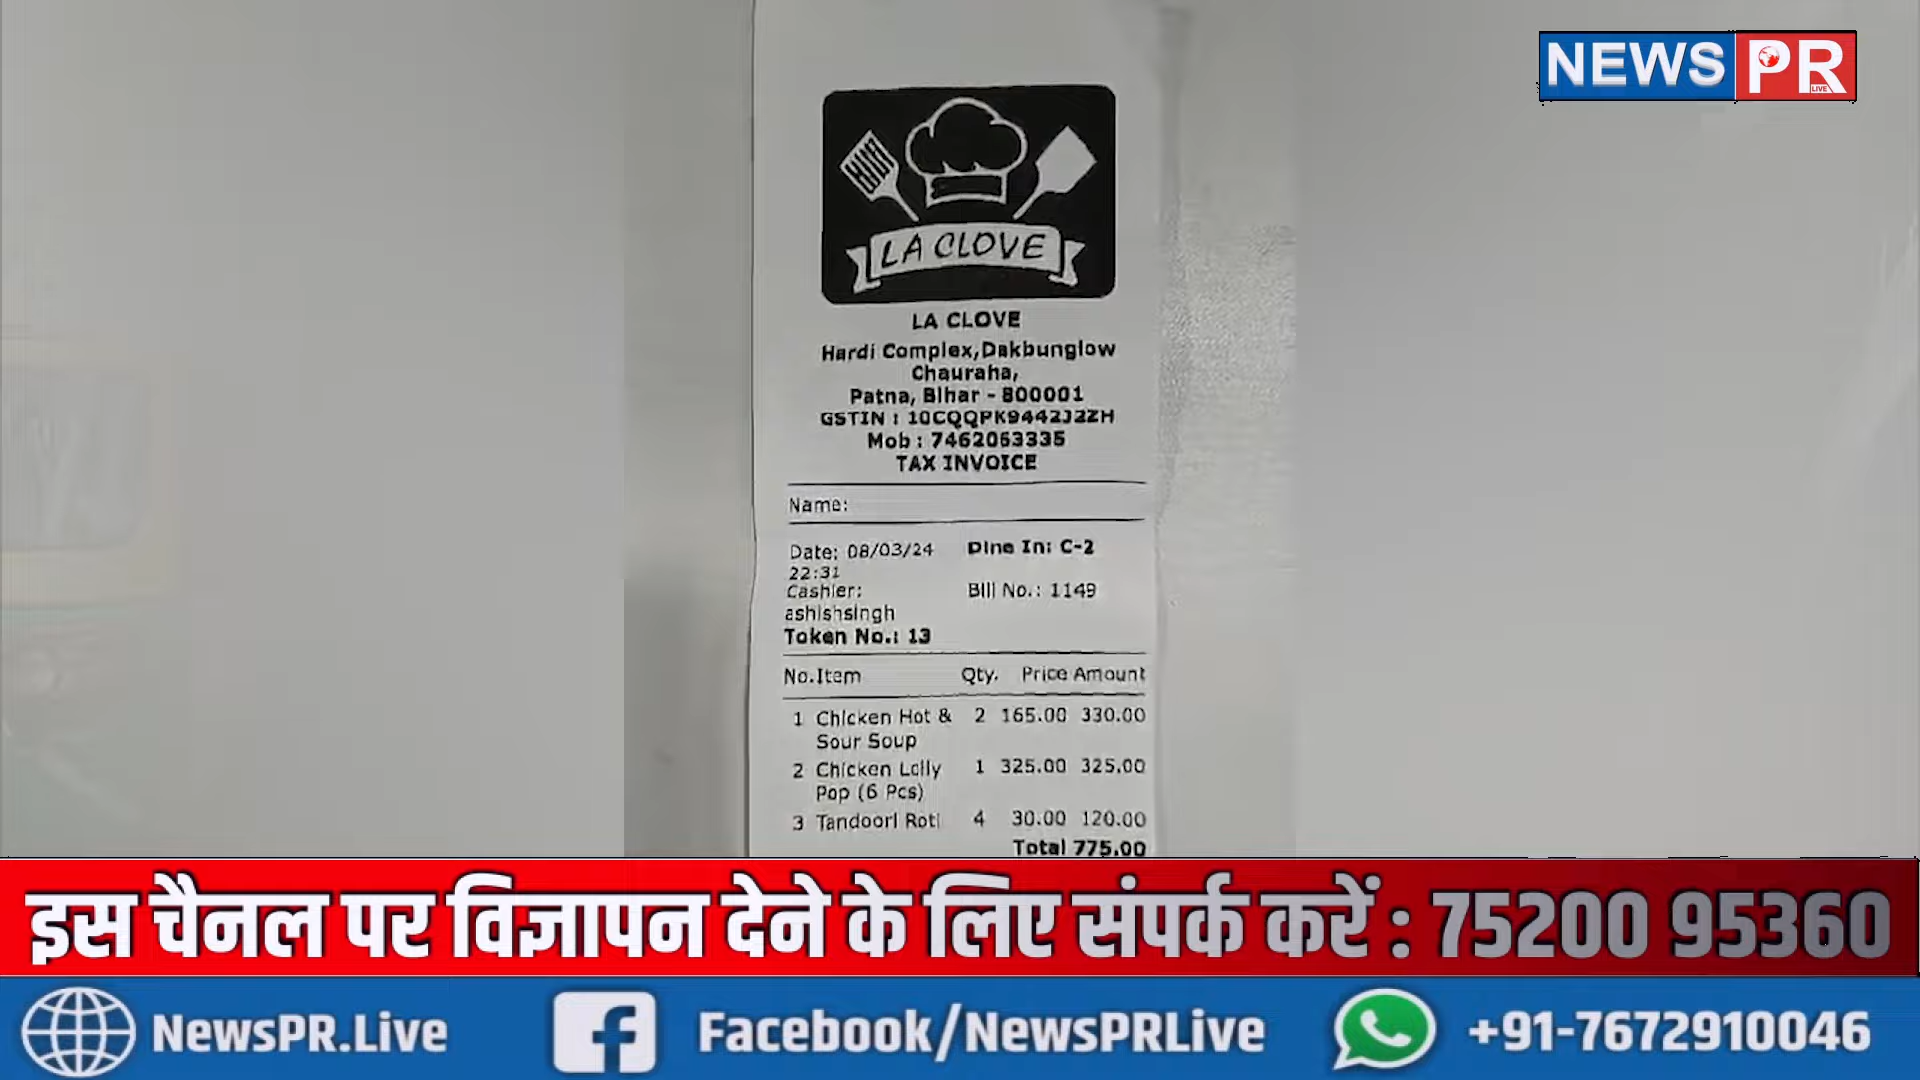 NEWS PR
LIVE
LA CLOVE
LA CLOVE
Hardi Complex,Dakbunglow
Chauraha,
Patna, Bihar - 800001
GSTIN : 10CQQPK9442J2ZH
Mob : 7462063335
TAX INVOICE
Name:
Date: 08/03/24 Dine In: C-2
22:31
Cashier: Bill No.: 1149
ashishsingh
Token No.: 13
No.Item Qty. Price Amount
1 Chicken Hot & 2 165.00 330.00
Sour Soup
2 Chicken Lolly 1 325.00 325.00
Pop (6 Pcs)
3 Tandoori Roti 4 30.00 120.00
Total 775.00
इस चैनल पर विज्ञापन देने के लिए संपर्क करें : 75200 95360
NewsPR.Live Facebook/NewsPRLive +91-7672910046